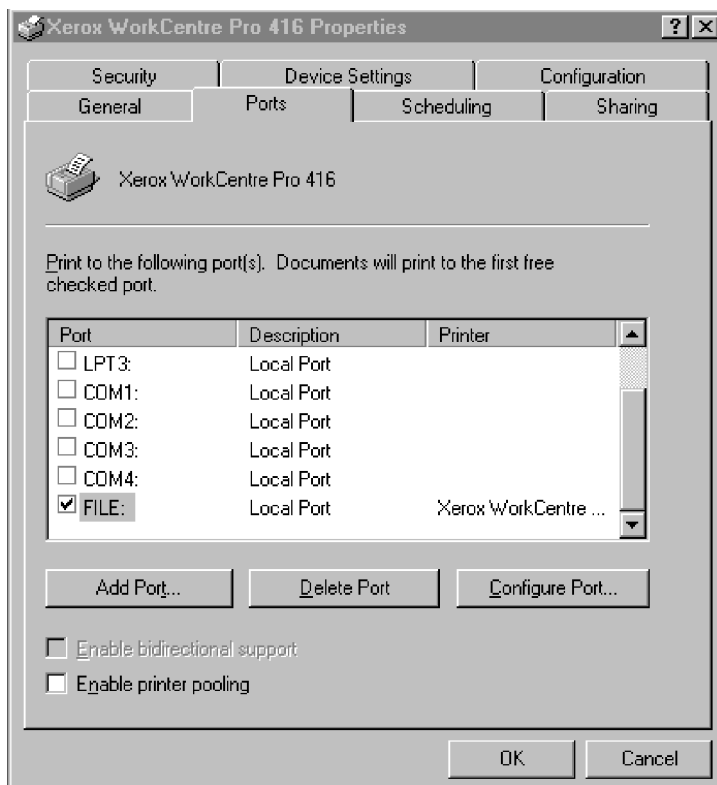 Xerox WorkCentre Pro 416 Properties
Security Device Settings Configuration
General Ports Scheduling Sharing
Xerox WorkCentre Pro 416
Print to the following port(s). Documents will print to the first free
checked port.
Port Description Printer
LPT3: Local Port
COM1: Local Port
COM2: Local Port
COM3: Local Port
COM4: Local Port
FILE: Local Port Xerox WorkCentre ...
Add Port... Delete Port Configure Port...
Enable bidirectional support
Enable printer pooling
OK Cancel